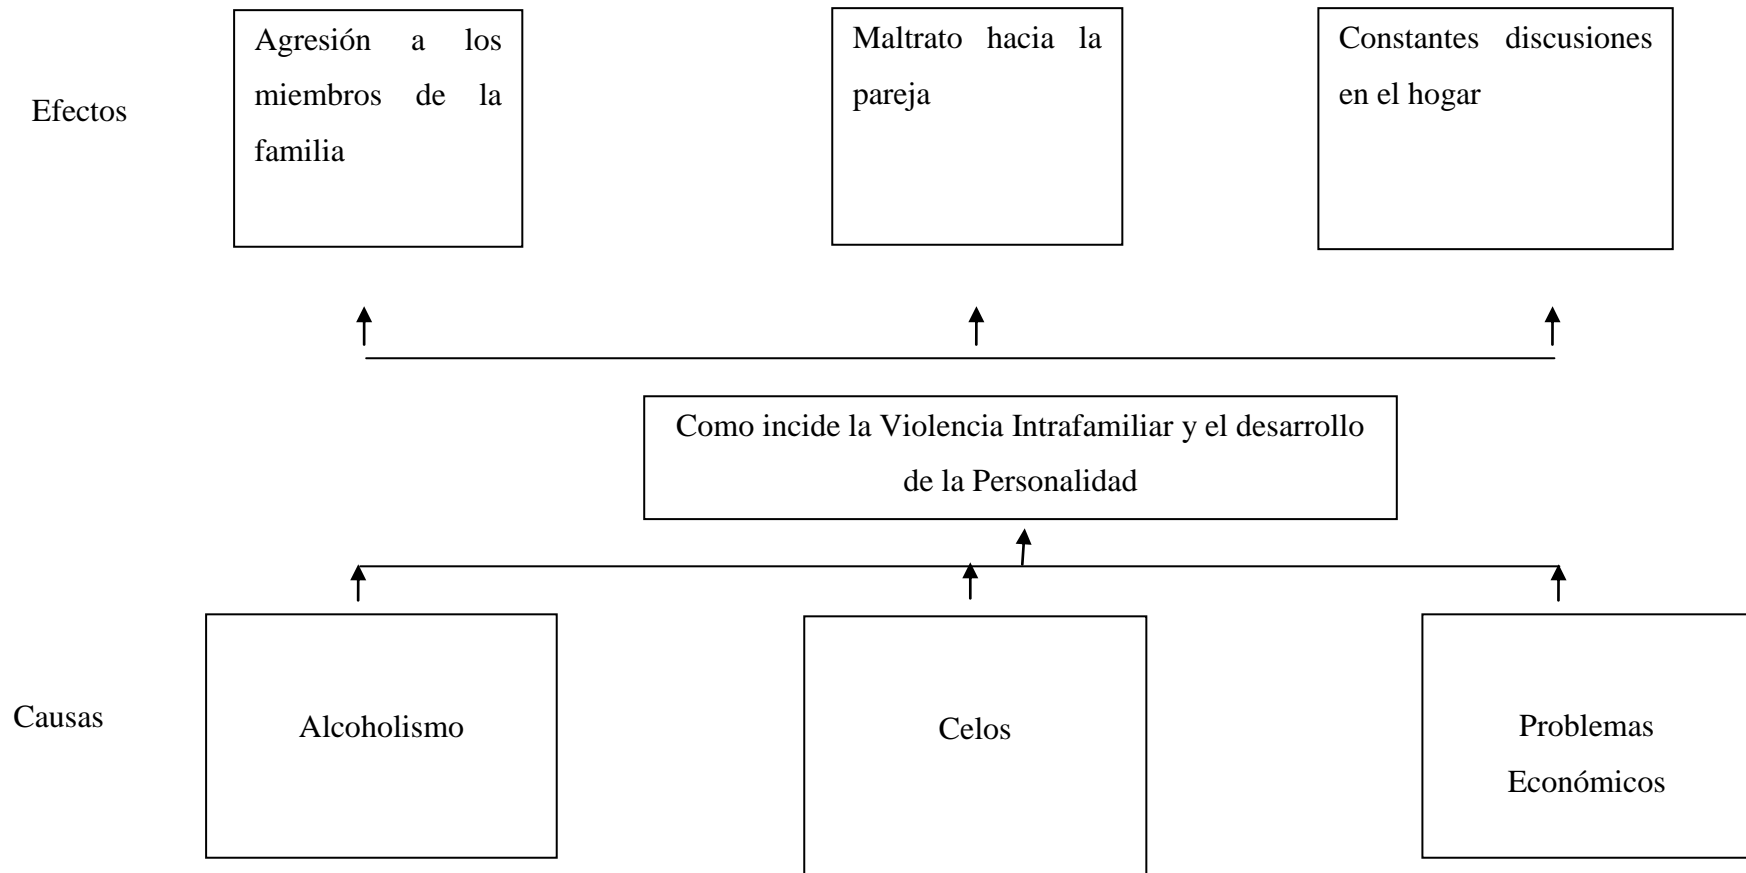 Efectos
Agresión a los
miembros de la
familia
Maltrato hacia la
pareja
Constantes discusiones
en el hogar
Como incide la Violencia Intrafamiliar y el desarrollo
de la Personalidad
Causas
Alcoholismo
Celos
Problemas
Económicos